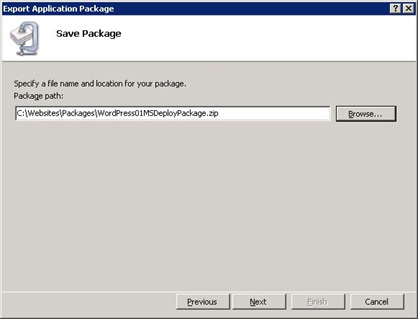 Export Application Package
Save Package
Specify a file name and location for your package.
Package path:
C:\Websites\Packages\WordPress01MSDeployPackage.zip
Browse...
Previous
Next
Finish
Cancel